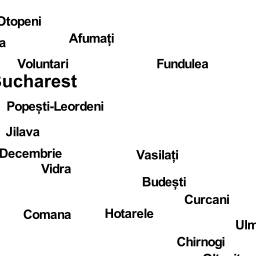 Otopeni
a
Afumați
Voluntari
Fundulea
Bucharest
Popești-Leordeni
Jilava
Decembrie
Vasilați
Vidra
Budești
Curcani
Comana
Hotarele
Ulm
Chirnogi